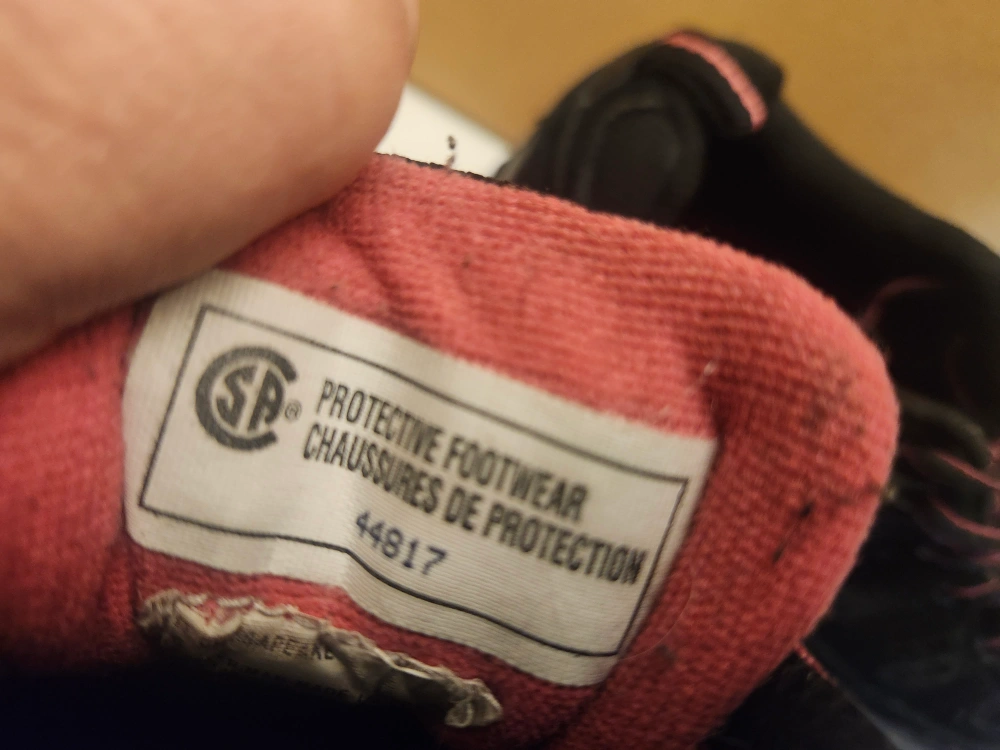 CSA®
PROTECTIVE FOOTWEAR
CHAUSSURES DE PROTECTION
44817